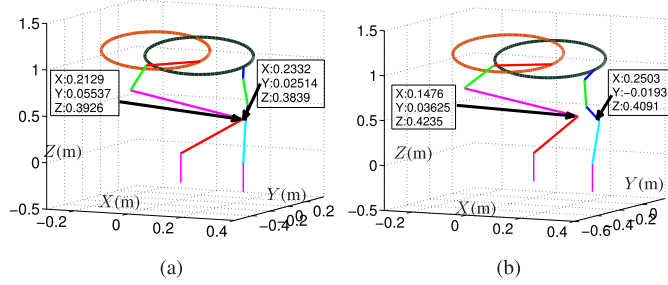 1.5
1
0.5
0
−0.5
Z(m)
X:0.2129
Y:0.05537
Z:0.3926
X:0.2332
Y:0.02514
Z:0.3839
X(m)
Y(m)
−0.2
0
0.2
0.4
−0.4
−0.2
0
0.2
(a)
1.5
1
0.5
0
−0.5
Z(m)
X:0.1476
Y:0.03625
Z:0.4235
X:0.2503
Y:−0.0193
Z:0.4091
X(m)
Y(m)
−0.2
0
0.2
0.4
−0.6
−0.4
−0.2
0
0.2
(b)